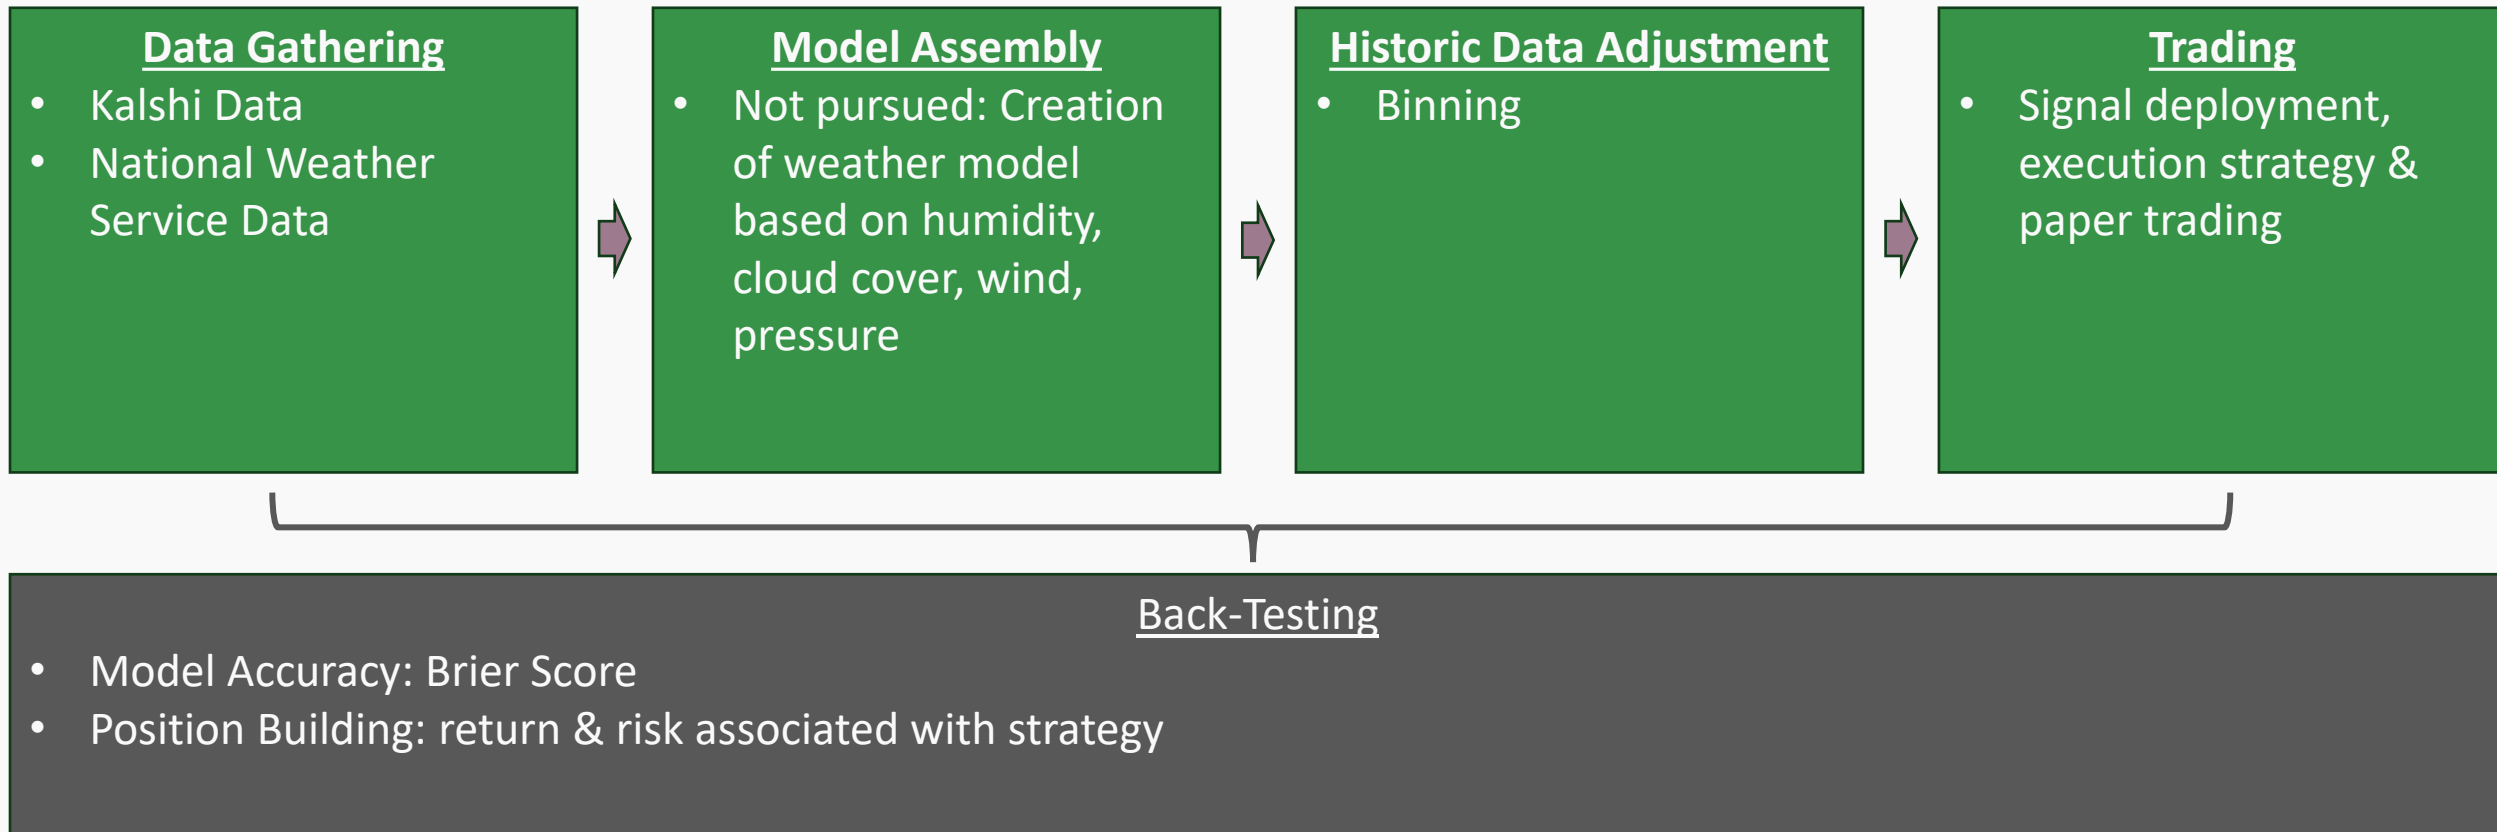 Data Gathering
• Kalshi Data
• National Weather
Service Data
Model Assembly
• Not pursued: Creation
of weather model
based on humidity,
cloud cover, wind,
pressure
Historic Data Adjustment
• Binning
Trading
• Signal deployment,
execution strategy &
paper trading
Back-Testing
• Model Accuracy: Brier Score
• Position Building: return & risk associated with strategy